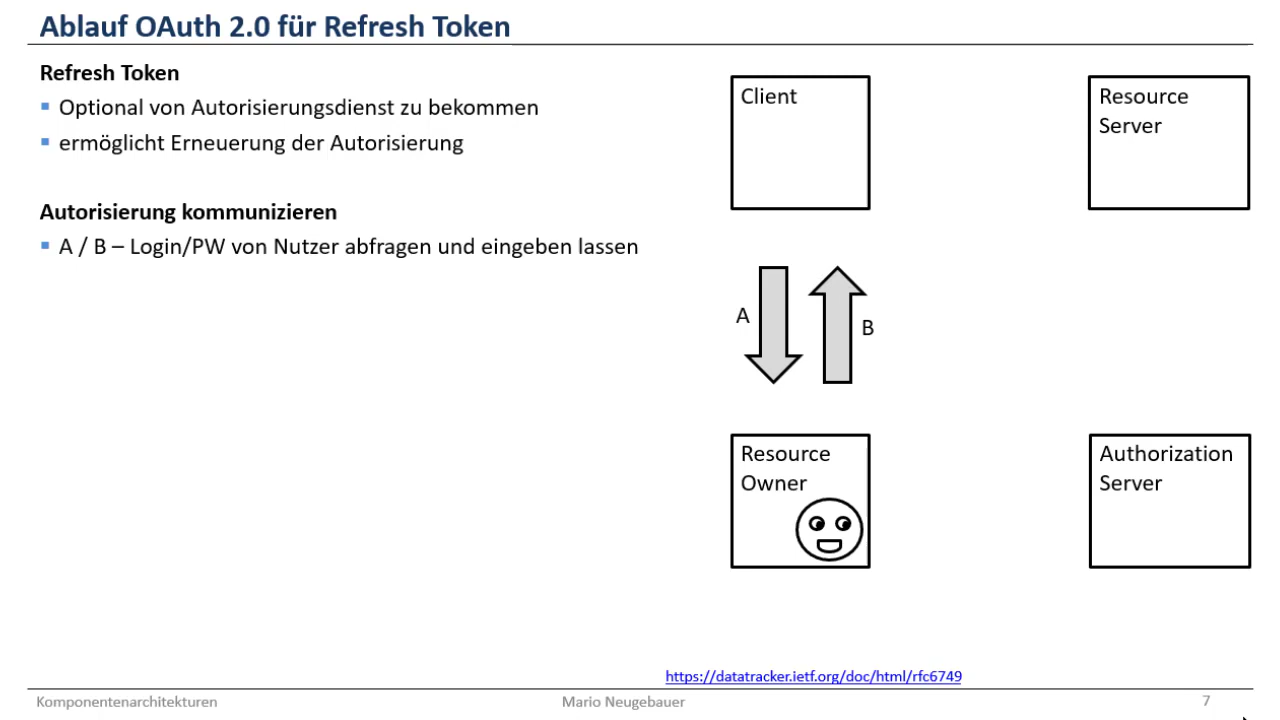 Ablauf OAuth 2.0 für Refresh Token
Refresh Token
Optional von Autorisierungsdienst zu bekommen
ermöglicht Erneuerung der Autorisierung
Autorisierung kommunizieren
A / B – Login/PW von Nutzer abfragen und eingeben lassen
Client
Resource
Server
A
B
Resource
Owner
Authorization
Server
https://datatracker.ietf.org/doc/html/rfc6749
Komponentenarchitekturen
Mario Neugebauer
7